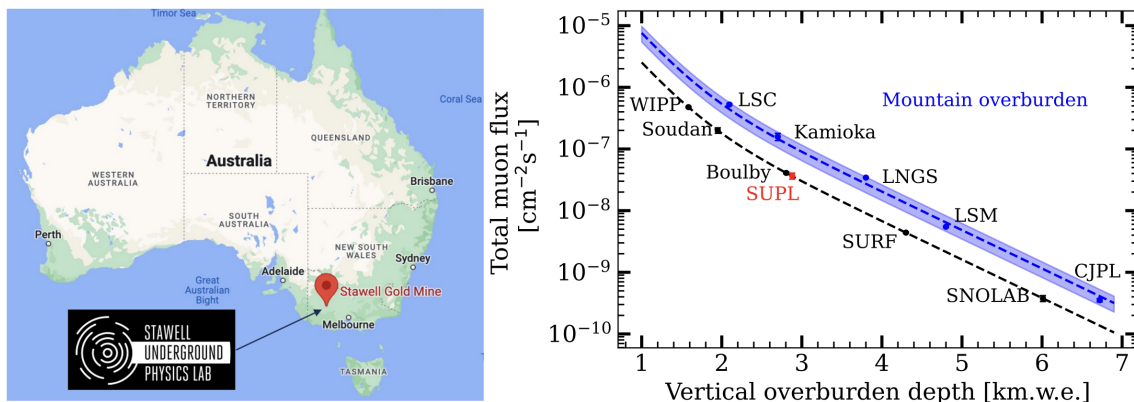 Timor Sea
Coral Sea
NORTHERN
TERRITORY
QUEENSLAND
Australia
WESTERN
AUSTRALIA
Brisbane
SOUTH
AUSTRALIA
NEW SOUTH
WALES
Perth
Sydney
Adelaide
Great
Australian
Bight
Stawell Gold Mine
Melbourne
STAWELL
UNDERGROUND
PHYSICS LAB
TASMANIA
Total muon flux
[cm⁻²s⁻¹]
10⁻⁵
10⁻⁶
10⁻⁷
10⁻⁸
10⁻⁹
10⁻¹⁰
WIPP
LSC
Mountain overburden
Soudan
Kamioka
Boulby
SUPL
LNGS
SURF
LSM
SNOLAB
CJPL
1 2 3 4 5 6 7
Vertical overburden depth [km.w.e.]